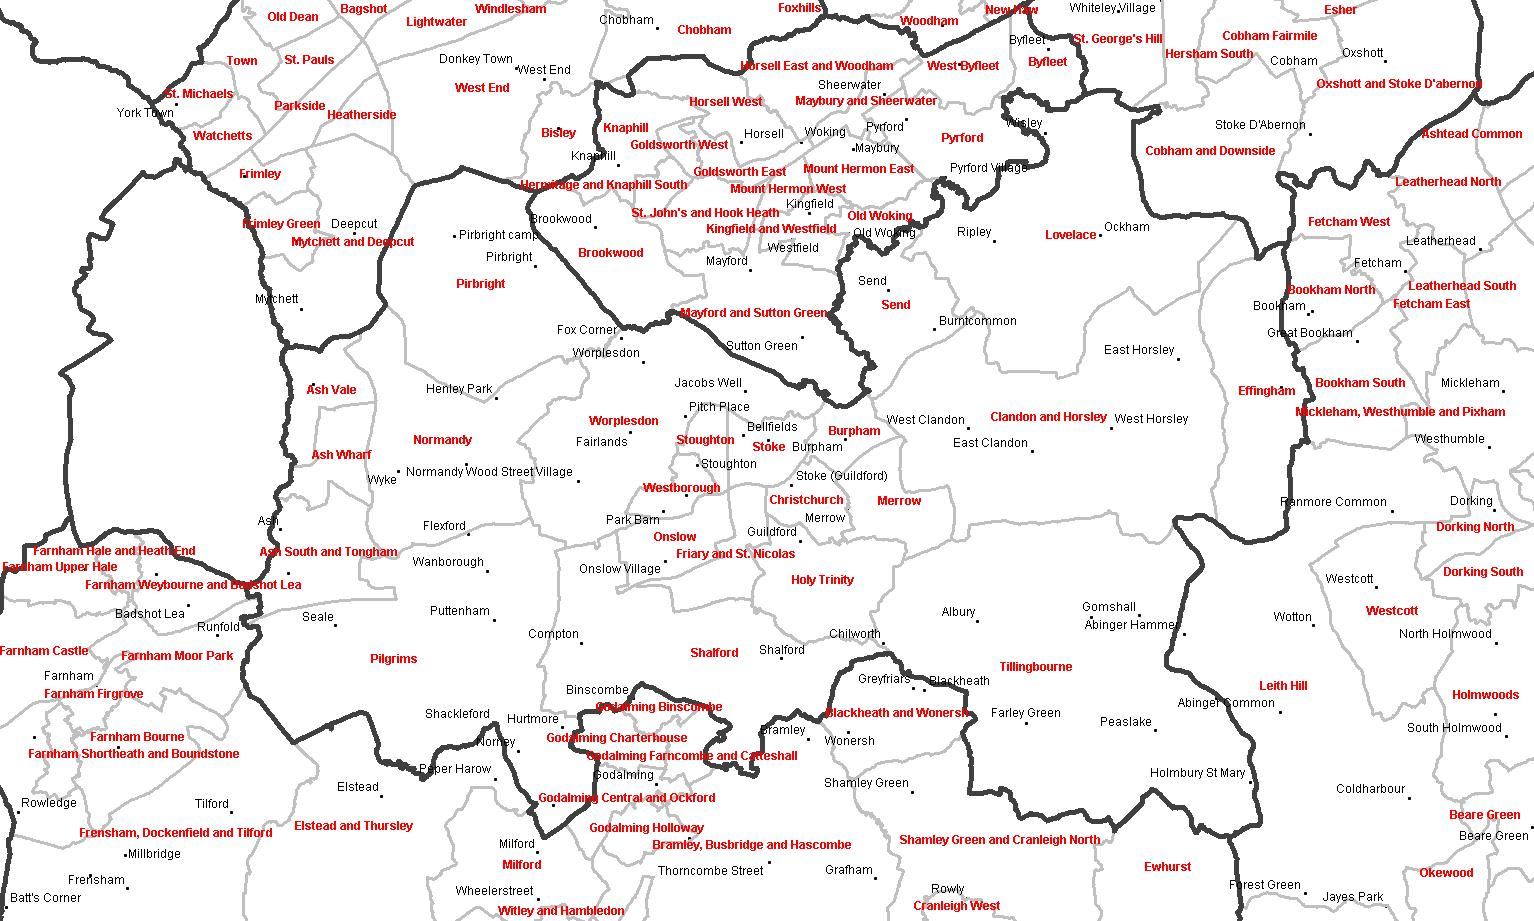 Bagshot
Windlesham
Foxhills
New Haw
Whiteley Village
Esher
Old Dean
Lightwater
Chobham
Chobham
Woodham
St. George's Hill
Cobham Fairmile
Byfleet
Hersham South
Oxshott
Town
St. Pauls
Donkey Town
West End
Horsell East and Woodham
West Byfleet
Byfleet
Cobham
West End
Sheerwater
Oxshott and Stoke D'abernon
St. Michaels
Parkside
Heatherside
Horsell West
Maybury and Sheerwater
York Town
Watchetts
Bisley
Knaphill
Horsell
Woking
Pyrford
Pyrford
Wisley
Stoke D'Abernon
Ashtead Common
Goldsworth West
Maybury
Cobham and Downside
Knaphill
Frimley
Goldsworth East
Mount Hermon East
Pyrford Village
Leatherhead North
Hermitage and Knaphill South
Mount Hermon West
Kingfield
Frimley Green
Deepcut
Brookwood
St. John's and Hook Heath
Old Woking
Fetcham West
Mytchett and Deepcut
Pirbright camp
Kingfield and Westfield
Old Woking
Ripley
Lovelace
Ockham
Leatherhead
Pirbright
Brookwood
Westfield
Mayford
Fetcham
Pirbright
Send
Bookham North
Leatherhead South
Mytchett
Send
Bookham
Fetcham East
Mayford and Sutton Green
Burntcommon
Fox Corner
Great Bookham
Worplesdon
Sutton Green
East Horsley
Ash Vale
Henley Park
Jacobs Well
Effingham
Bookham South
Mickleham
Pitch Place
Mickleham, Westhumble and Pixham
Worplesdon
West Clandon
Clandon and Horsley
West Horsley
Normandy
Fairlands
Stoughton
Bellfields
Burpham
Stoke
Burpham
East Clandon
Westhumble
Ash Wharf
Stoughton
Wyke
Normandy
Wood Street Village
Stoke (Guildford)
Westborough
Christchurch
Merrow
Ranmore Common
Dorking
Ash
Flexford
Park Barn
Merrow
Guildford
Dorking North
Farnham Hale and Heath End
Ash South and Tongham
Onslow
Farnham Upper Hale
Wanborough
Friary and St. Nicolas
Onslow Village
Dorking South
Farnham Weybourne and Badshot Lea
Holy Trinity
Westcott
Badshot Lea
Seale
Puttenham
Albury
Gomshall
Wotton
Westcott
Runfold
Compton
Chilworth
Abinger Hammer
North Holmwood
Farnham Castle
Farnham Moor Park
Pilgrims
Shalford
Shalford
Tillingbourne
Farnham
Greyfriars
Blackheath
Leith Hill
Farnham Firgrove
Binscombe
Holmwoods
Godalming Binscombe
Abinger Common
Shackleford
Hurtmore
Blackheath and Wonersh
Farley Green
Peaslake
South Holmwood
Farnham Bourne
Norney
Godalming Charterhouse
Bramley
Wonersh
Farnham Shortheath and Boundstone
Godalming Farncombe and Catteshall
Peper Harow
Godalming
Holmbury St Mary
Elstead
Shamley Green
Coldharbour
Rowledge
Tilford
Godalming Central and Ockford
Beare Green
Frensham, Dockenfield and Tilford
Elstead and Thursley
Godalming Holloway
Beare Green
Milford
Bramley, Busbridge and Hascombe
Shamley Green and Cranleigh North
Millbridge
Milford
Thorncombe Street
Grafham
Ewhurst
Okewood
Frensham
Wheelerstreet
Rowly
Forest Green
Batt's Corner
Witley and Hambledon
Cranleigh West
Jayes Park